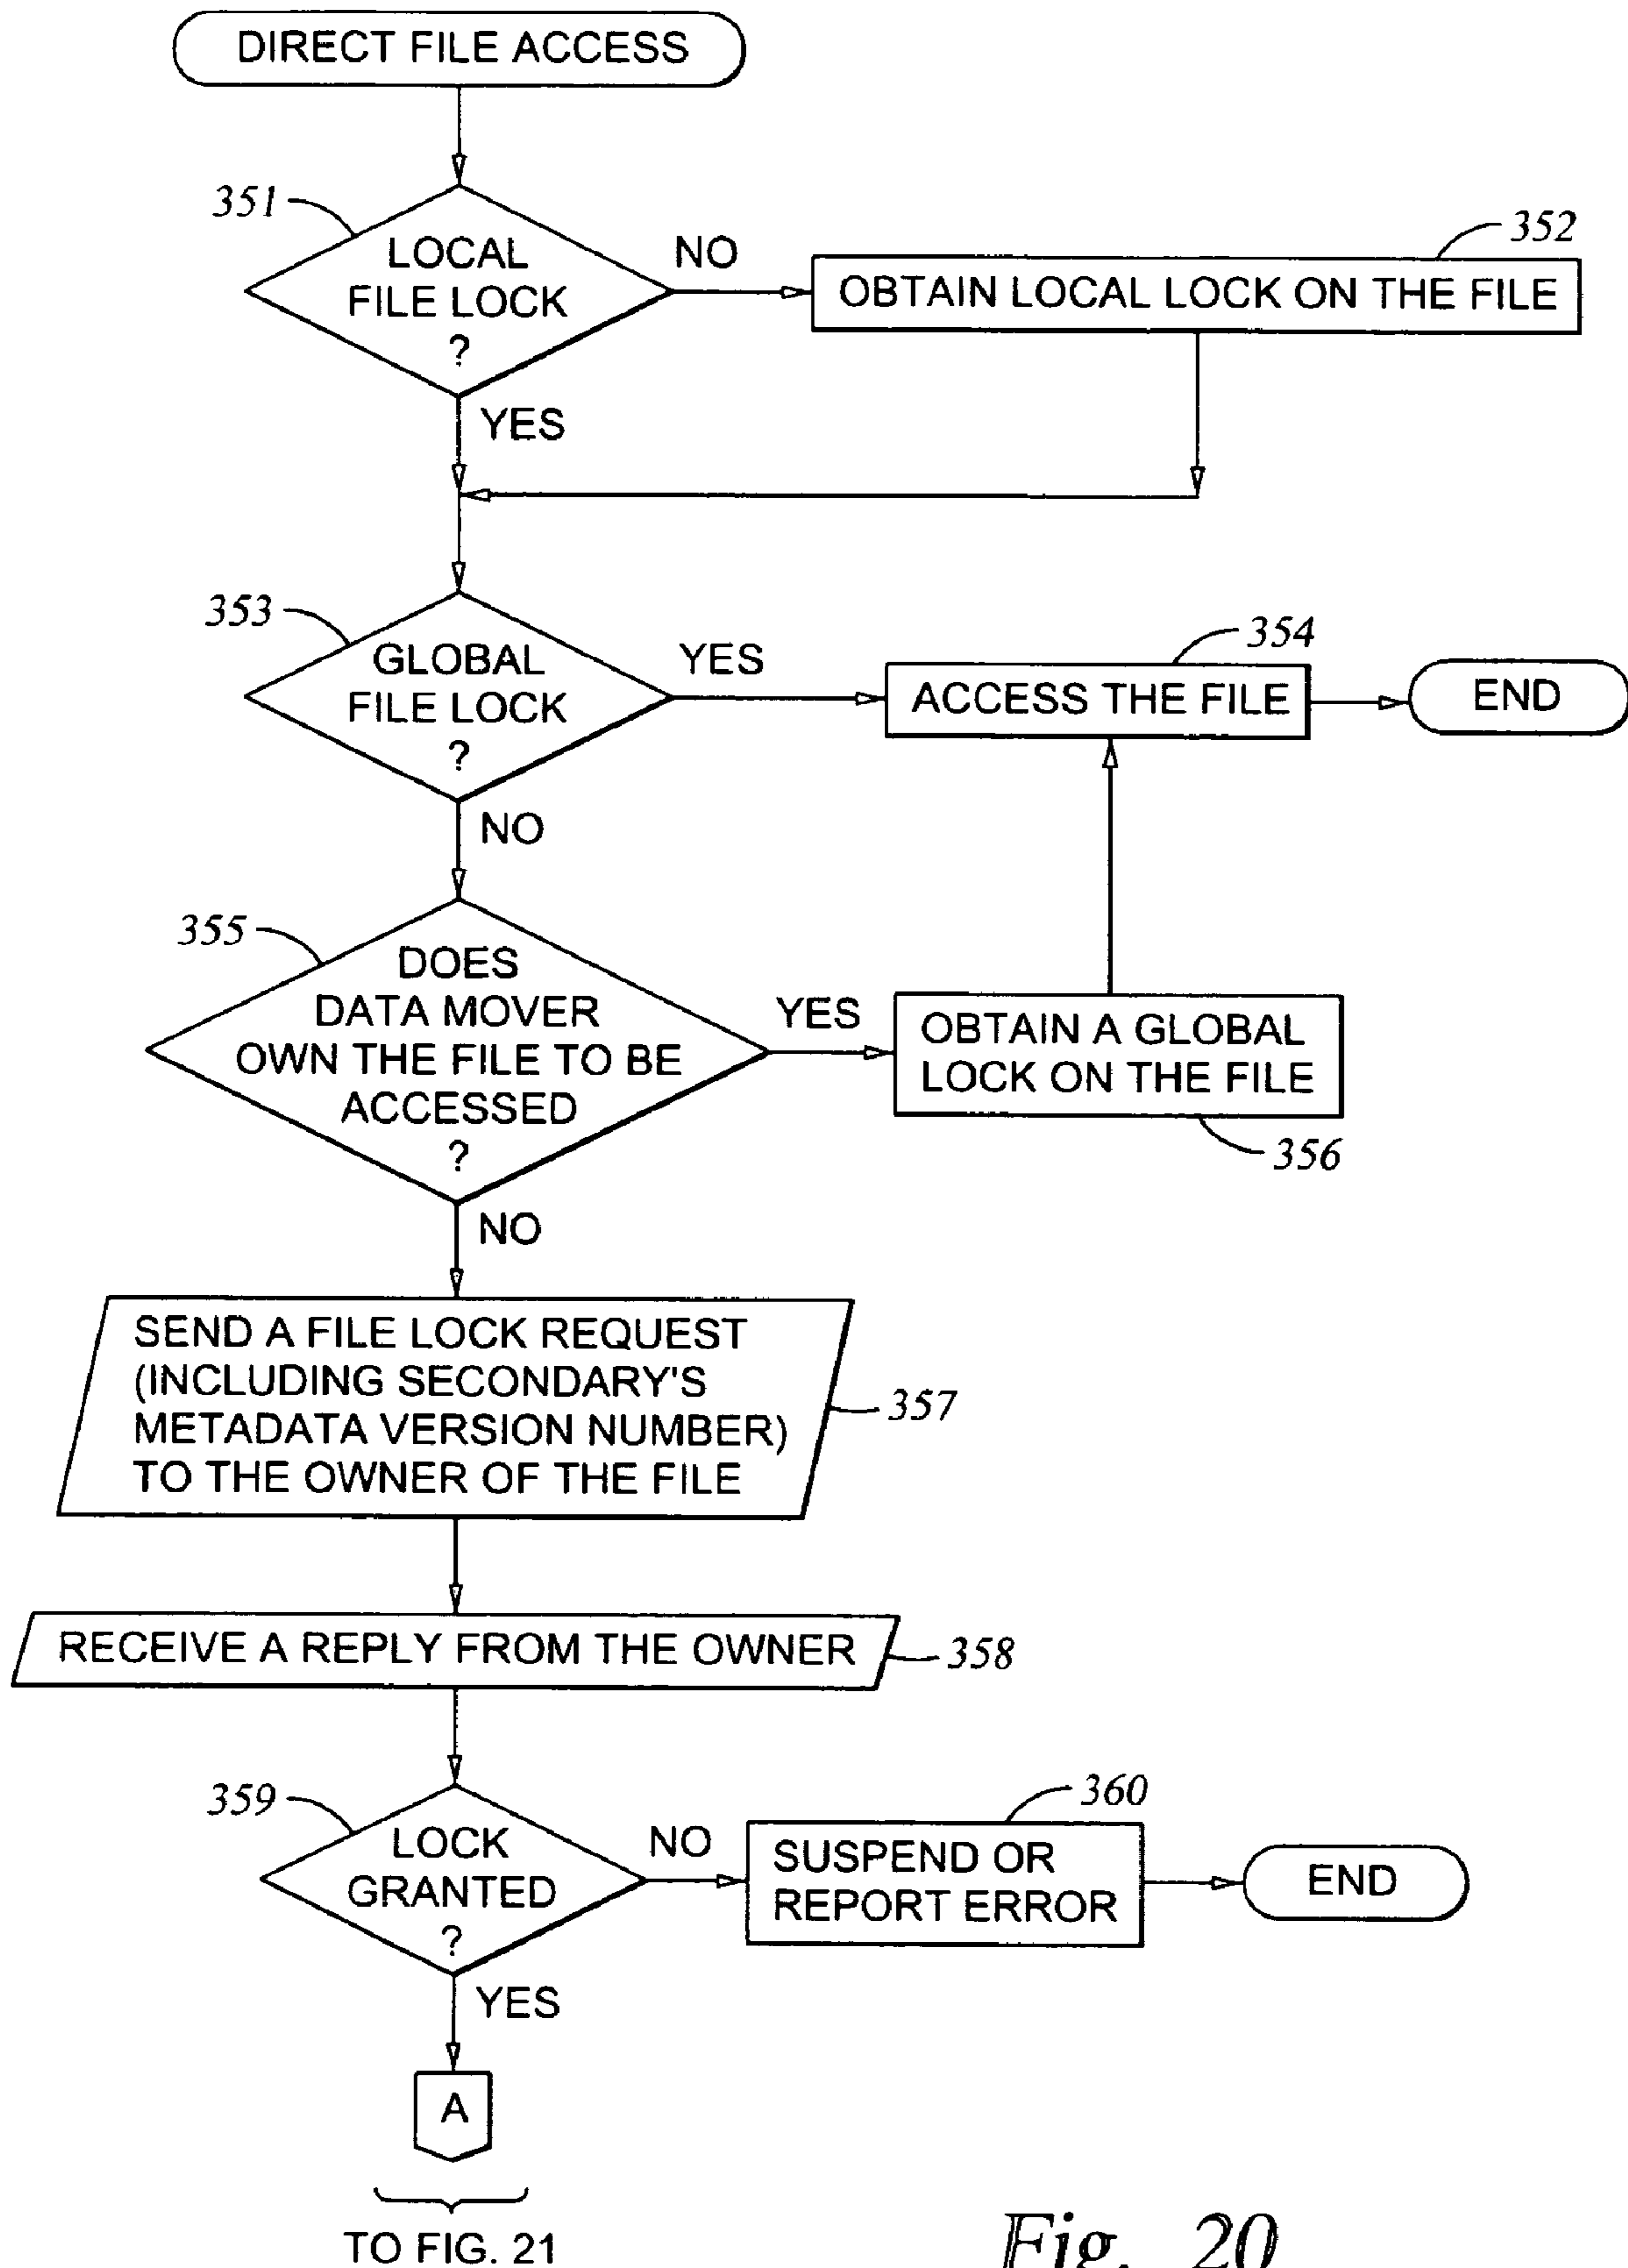 DIRECT FILE ACCESS
351
LOCAL
FILE LOCK
?
NO
352
OBTAIN LOCAL LOCK ON THE FILE
YES
353
GLOBAL
FILE LOCK
?
YES
354
ACCESS THE FILE
END
NO
355
DOES
DATA MOVER
OWN THE FILE TO BE
ACCESSED
?
YES
OBTAIN A GLOBAL
LOCK ON THE FILE
356
NO
SEND A FILE LOCK REQUEST
(INCLUDING SECONDARY'S
METADATA VERSION NUMBER)
TO THE OWNER OF THE FILE
357
RECEIVE A REPLY FROM THE OWNER
358
359
LOCK
GRANTED
?
NO
360
SUSPEND OR
REPORT ERROR
END
YES
A
TO FIG. 21
Fig. 20